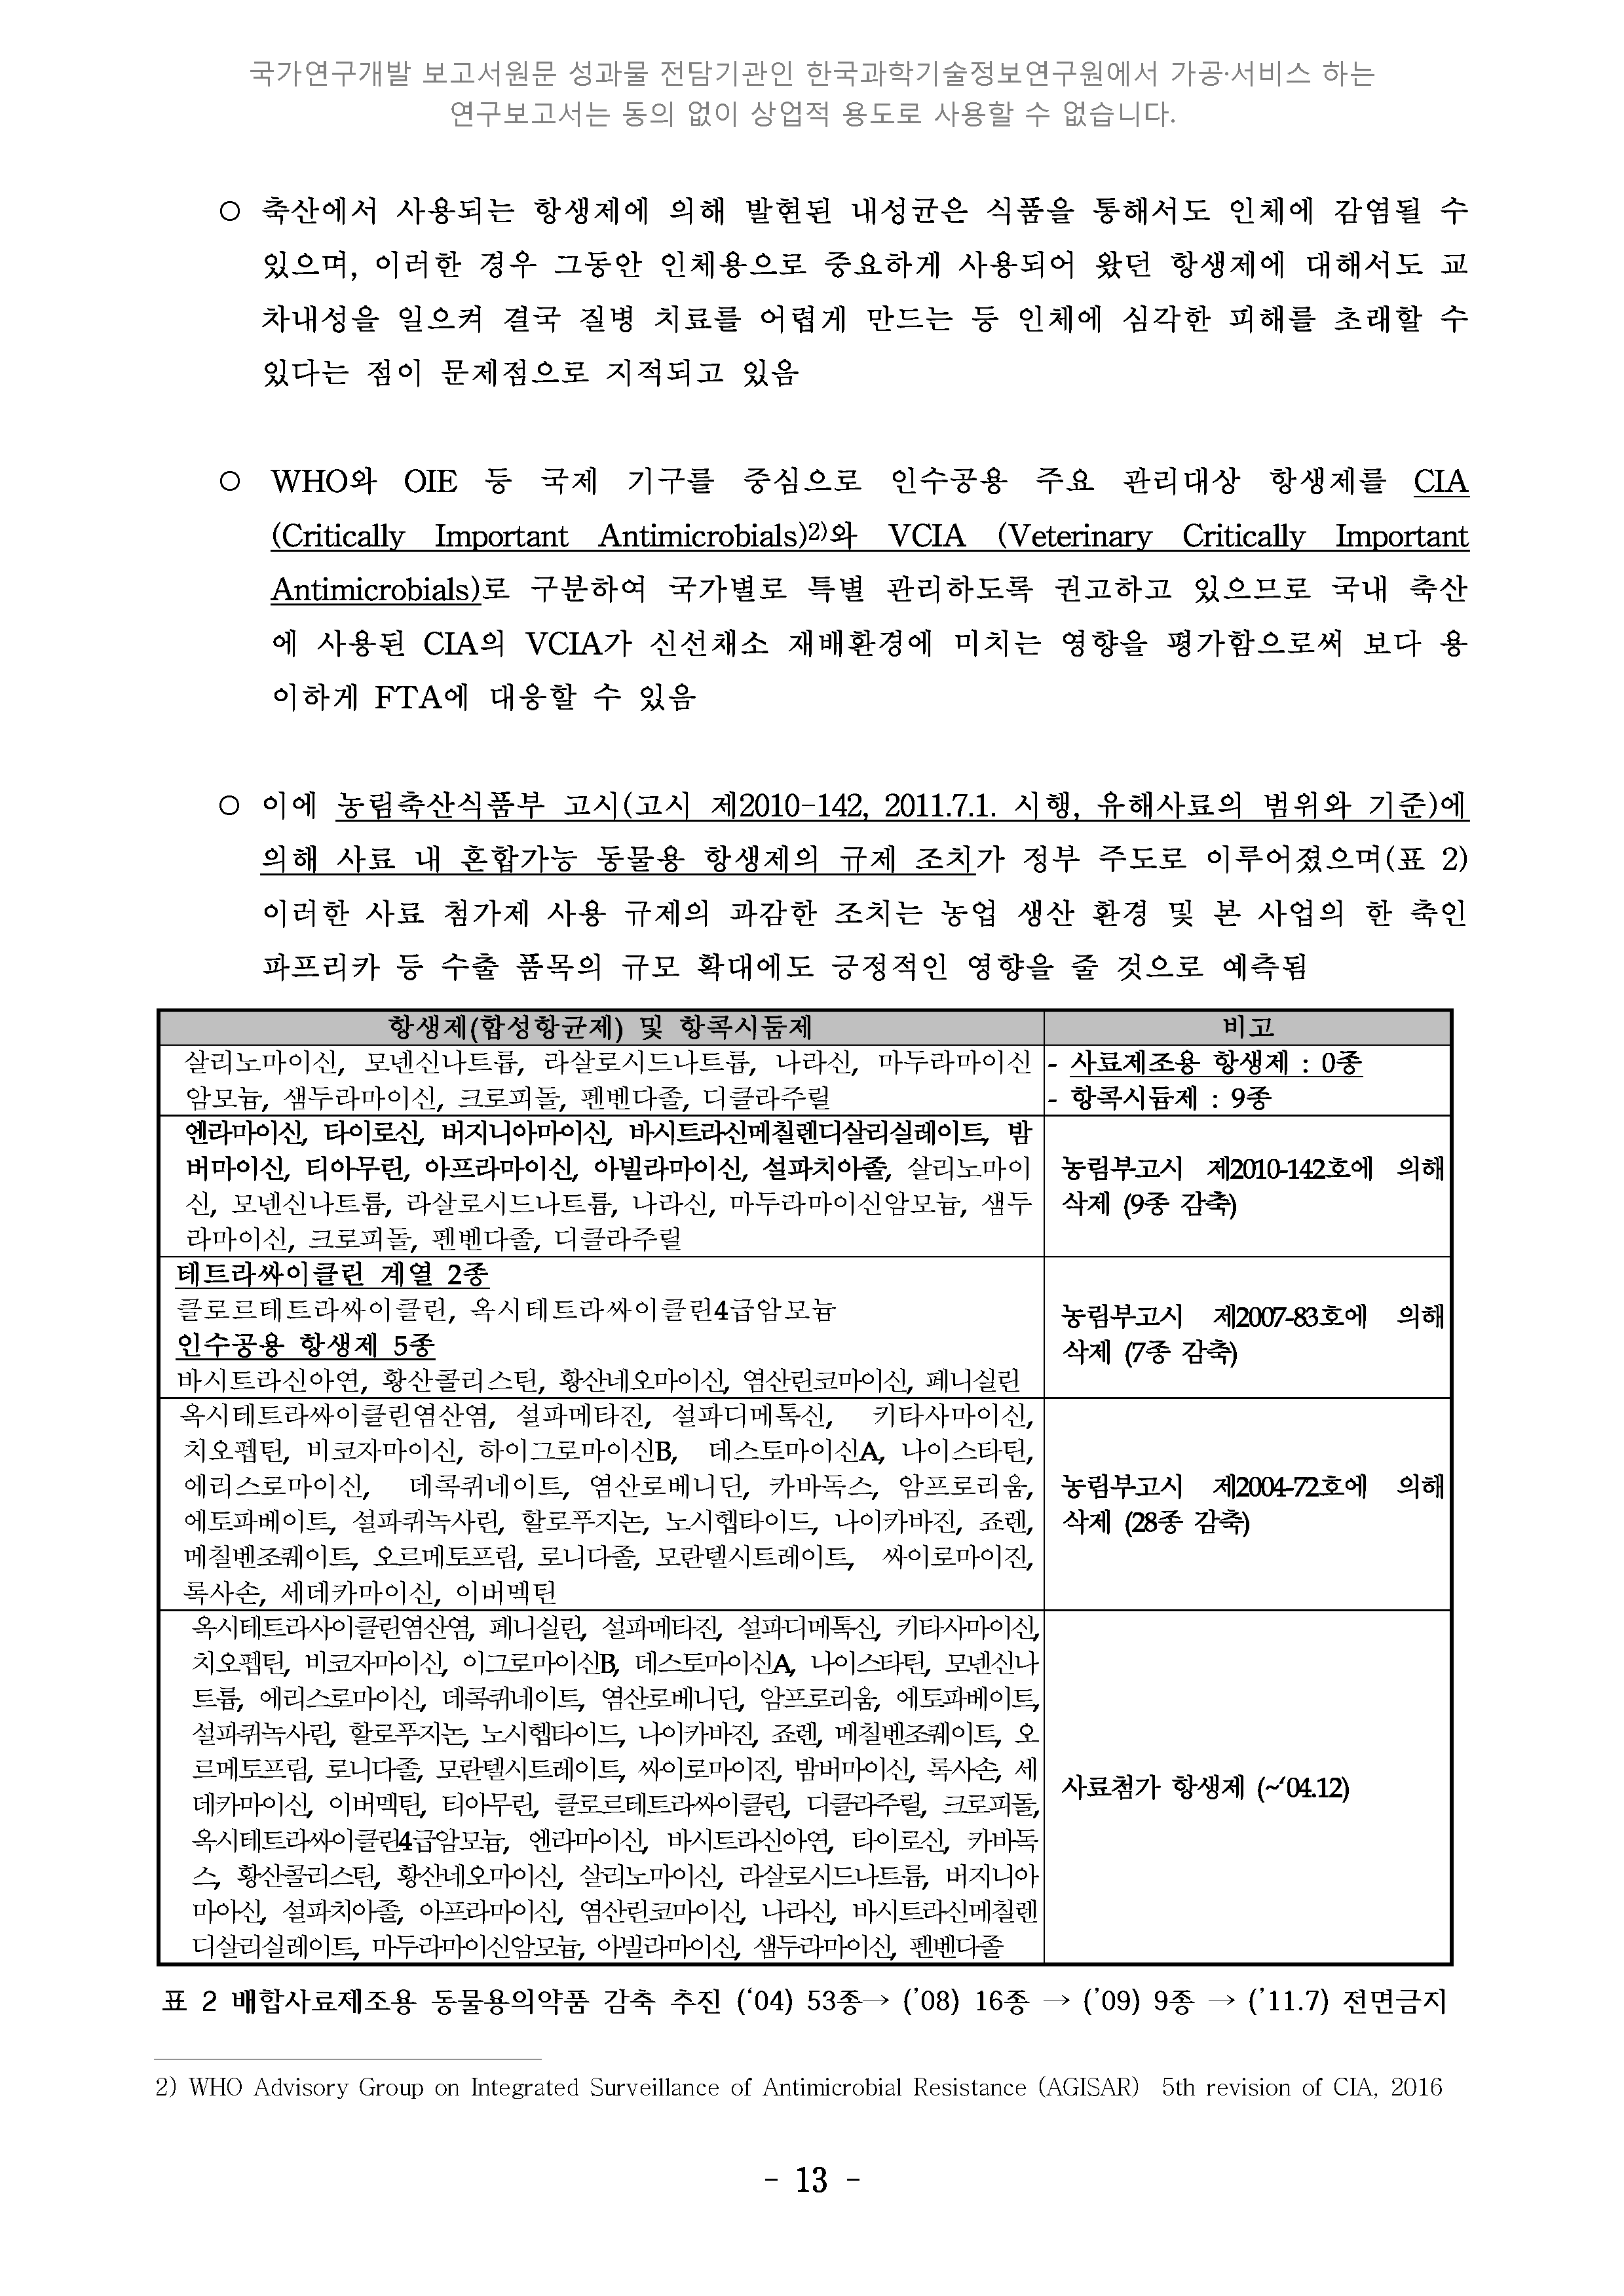 국가연구개발 보고서원문 성과물 전담기관인 한국과학기술정보연구원에서 가공·서비스 하는
연구보고서는 동의 없이 상업적 용도로 사용할 수 없습니다.
○ 축산에서 사용되는 항생제에 의해 발현된 내성균은 식품을 통해서도 인체에 감염될 수
있으며, 이러한 경우 그동안 인체용으로 중요하게 사용되어 왔던 항생제에 대해서도 교
차내성을 일으켜 결국 질병 치료를 어렵게 만드는 등 인체에 심각한 피해를 초래할 수
있다는 점이 문제점으로 지적되고 있음
○ WHO와 OIE 등 국제 기구를 중심으로 인수공용 주요 관리대상 항생제를 CIA
(Critically Important Antimicrobials)2)와 VCIA (Veterinary Critically Important
Antimicrobials)로 구분하여 국가별로 특별 관리하도록 권고하고 있으므로 국내 축산
에 사용된 CIA의 VCIA가 신선채소 재배환경에 미치는 영향을 평가함으로써 보다 용
이하게 FTA에 대응할 수 있음
○ 이에 농림축산식품부 고시(고시 제2010-142, 2011.7.1. 시행, 유해사료의 범위와 기준)에
의해 사료 내 혼합가능 동물용 항생제의 규제 조치가 정부 주도로 이루어졌으며(표 2)
이러한 사료 첨가제 사용 규제의 과감한 조치는 농업 생산 환경 및 본 사업의 한 축인
파프리카 등 수출 품목의 규모 확대에도 긍정적인 영향을 줄 것으로 예측됨
항생제(합성항균제) 및 항콕시듐제 비고
살리노마이신, 모넨신나트륨, 라살로시드나트륨, 나라신, 마두라마이신
암모늄, 샘두라마이신, 크로피돌, 펜벤다졸, 디클라주릴
- 사료제조용 항생제 : 0종
- 항콕시듐제 : 9종
엔라마이신, 타이로신, 버지니아마이신, 바시트라신메칠렌디살리실레이트, 밤
버마이신, 티아무린, 아프라마이신, 아빌라마이신, 설파치아졸, 살리노마이
신, 모넨신나트륨, 라살로시드나트륨, 나라신, 마두라마이신암모늄, 샘두
라마이신, 크로피돌, 펜벤다졸, 디클라주릴
농림부고시 제2010-142호에 의해
삭제 (9종 감축)
테트라싸이클린 계열 2종
클로르테트라싸이클린, 옥시테트라싸이클린4급암모늄
인수공용 항생제 5종
바시트라신아연, 황산콜리스틴, 황산네오마이신, 염산린코마이신, 페니실린
농림부고시 제2007-83호에 의해
삭제 (7종 감축)
옥시테트라싸이클린염산염, 설파메타진, 설파디메톡신, 키타사마이신,
치오펩틴, 비코자마이신, 하이그로마이신B, 데스토마이신A, 나이스타틴,
에리스로마이신, 데콕퀴네이트, 염산로베니딘, 카바독스, 암프로리움,
에토파베이트, 설파퀴녹사린, 할로푸지논, 노시헵타이드, 나이카바진, 죠렌,
메칠벤조퀘이트, 오르메토프림, 로니다졸, 모란텔시트레이트, 싸이로마이진,
록사손, 세데카마이신, 이버멕틴
농림부고시 제2004-72호에 의해
삭제 (28종 감축)
옥시테트라사이클린염산염, 페니실린, 설파메타진, 설파디메톡신, 키타사마이신,
치오펩틴, 비코자마이신, 이그로마이신B, 데스토마이신A, 나이스타틴, 모넨신나
트륨, 에리스로마이신, 데콕퀴네이트, 염산로베니딘, 암프로리움, 에토파베이트,
설파퀴녹사린, 할로푸지논, 노시헵타이드, 나이카바진, 죠렌, 메칠벤조퀘이트, 오
르메토프림, 로니다졸, 모란텔시트레이트, 싸이로마이진, 밤버마이신, 록사손, 세
데카마이신, 이버멕틴, 티아무린, 클로르테트라싸이클린, 디클라주릴, 크로피돌,
옥시테트라싸이클린4급암모늄, 엔라마이신, 바시트라신아연, 타이로신, 카바독
스, 황산콜리스틴, 황산네오마이신, 살리노마이신, 라살로시드나트륨, 버지니아
마아신, 설파치아졸, 아프라마이신, 염산린코마이신, 나라신, 바시트라신메칠렌
디살리실레이트, 마두라마이신암모늄, 아빌라마이신, 샘두라마이신, 펜벤다졸
사료첨가 항생제 (~‘04.12)
표 2 배합사료제조용 동물용의약품 감축 추진 (‘04) 53종→ (’08) 16종 → (’09) 9종 → (’11.7) 전면금지
2) WHO Advisory Group on Integrated Surveillance of Antimicrobial Resistance (AGISAR) 5th revision of CIA, 2016
- 13 -